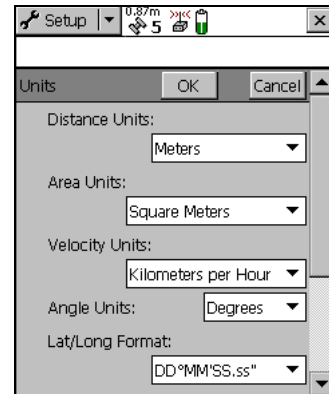 Setup 0.87m 5
Units OK Cancel
Distance Units:
Meters
Area Units:
Square Meters
Velocity Units:
Kilometers per Hour
Angle Units: Degrees
Lat/Long Format:
DD°MM'SS.ss"